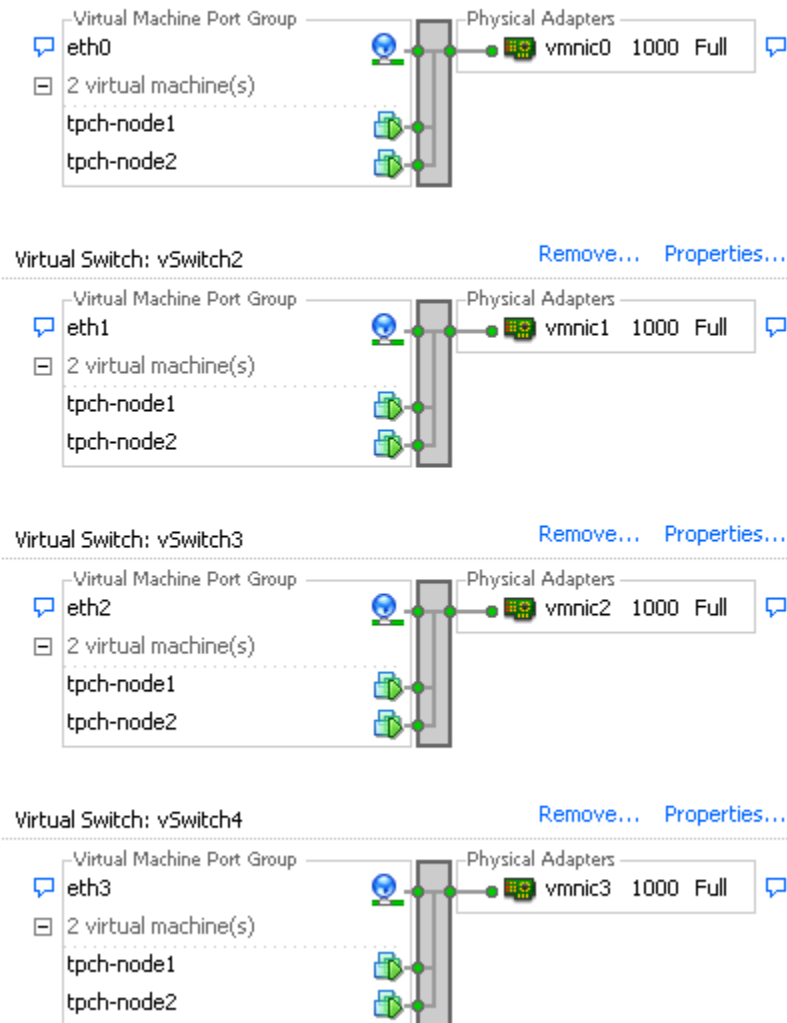 Virtual Machine Port Group Physical Adapters
eth0 vmnic0 1000 Full
2 virtual machine(s)
tpch-node1
tpch-node2
Virtual Switch: vSwitch2 Remove... Properties...
Virtual Machine Port Group Physical Adapters
eth1 vmnic1 1000 Full
2 virtual machine(s)
tpch-node1
tpch-node2
Virtual Switch: vSwitch3 Remove... Properties...
Virtual Machine Port Group Physical Adapters
eth2 vmnic2 1000 Full
2 virtual machine(s)
tpch-node1
tpch-node2
Virtual Switch: vSwitch4 Remove... Properties...
Virtual Machine Port Group Physical Adapters
eth3 vmnic3 1000 Full
2 virtual machine(s)
tpch-node1
tpch-node2